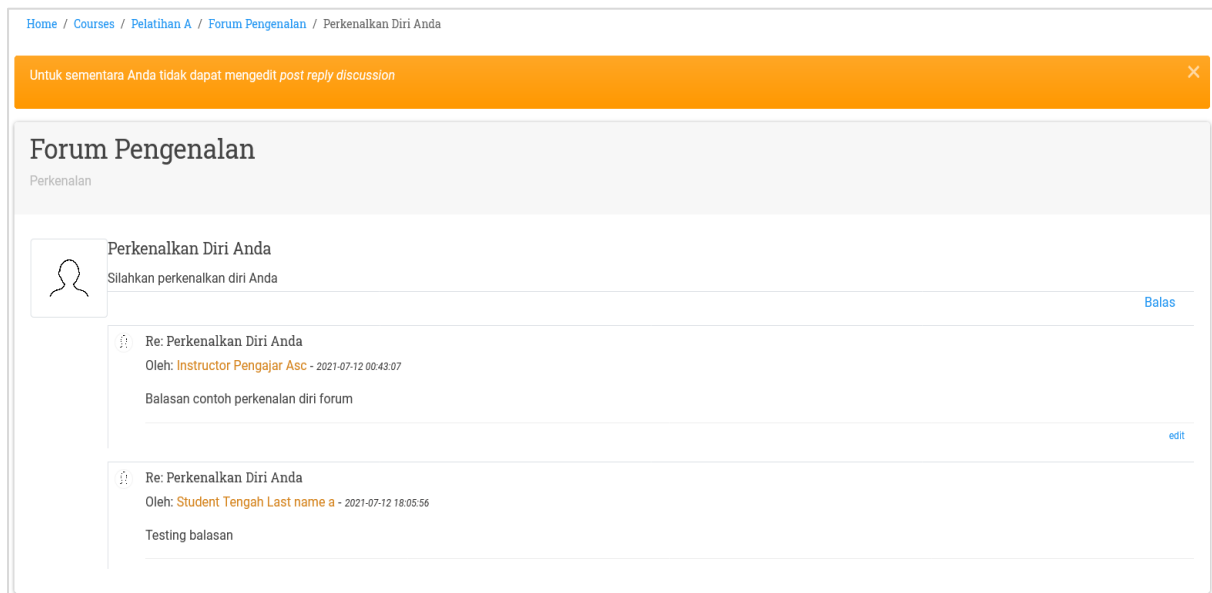 Home / Courses / Pelatihan A / Forum Pengenalan / Perkenalkan Diri Anda
Untuk sementara Anda tidak dapat mengedit post reply discussion
Forum Pengenalan
Perkenalan
Perkenalkan Diri Anda
Silahkan perkenalkan diri Anda
Balas
Re: Perkenalkan Diri Anda
Oleh: Instructor Pengajar Asc - 2021-07-12 00:43:07
Balasan contoh perkenalan diri forum
edit
Re: Perkenalkan Diri Anda
Oleh: Student Tengah Last name a - 2021-07-12 18:05:56
Testing balasan